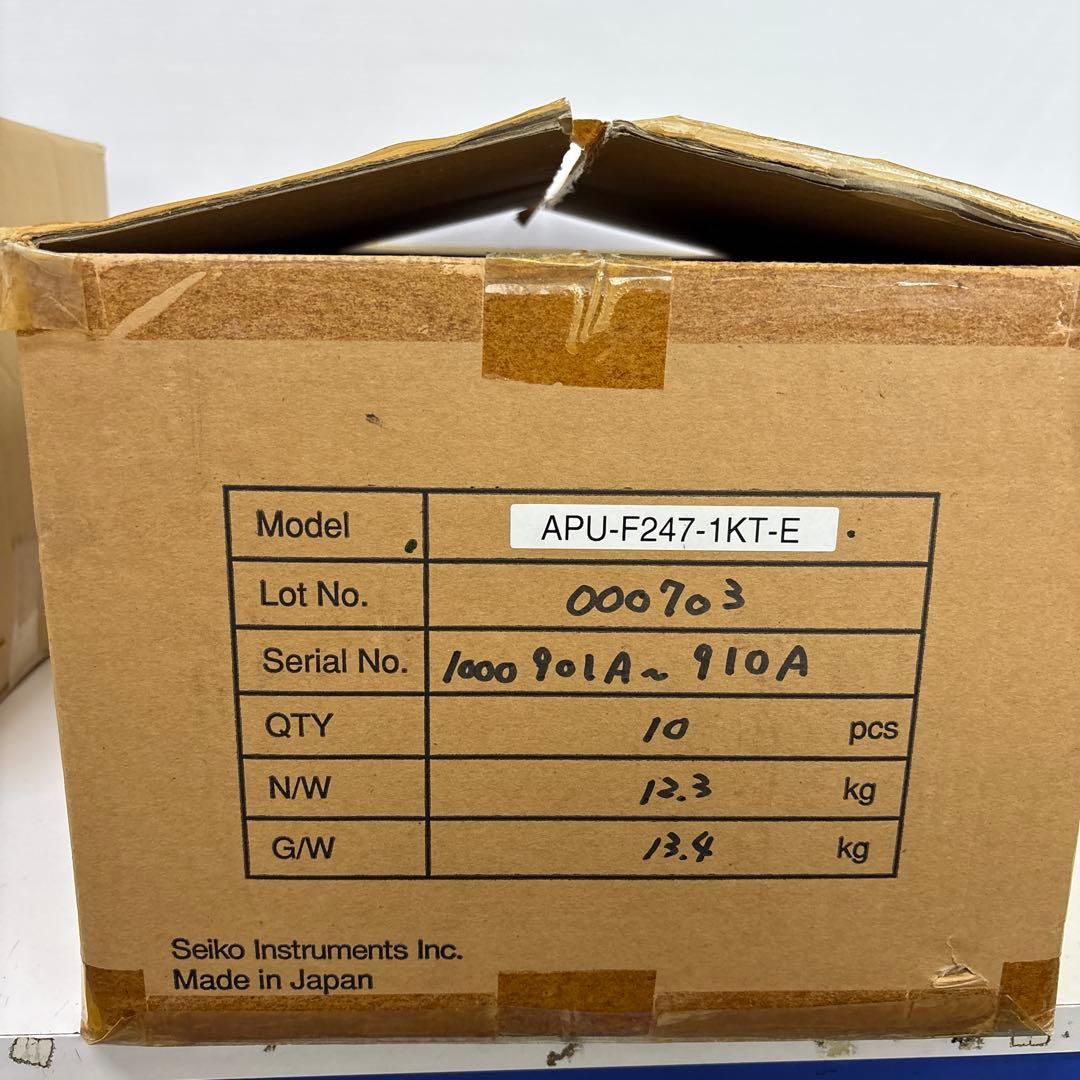 Model APU-F247-1KT-E
Lot No. 000703
Serial No. 1000901A~910A
QTY 10 pcs
N/W 12.3 kg
G/W 13.4 kg
Seiko Instruments Inc.
Made in Japan